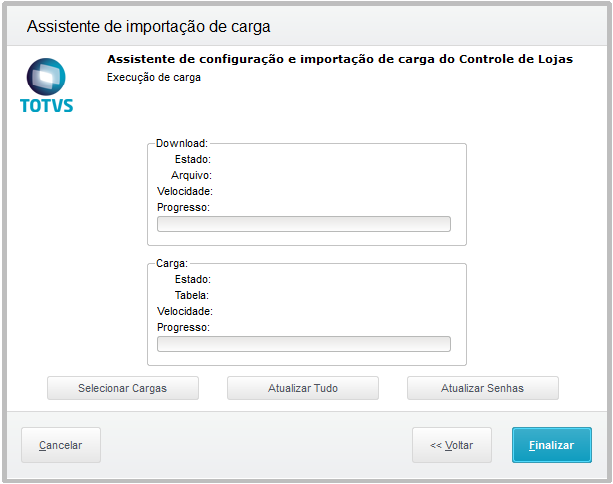 Assistente de importação de carga
Assistente de configuração e importação de carga do Controle de Lojas
Execução de carga
TOTVS
Download:
Estado:
Arquivo:
Velocidade:
Progresso:
Carga:
Estado:
Tabela:
Velocidade:
Progresso:
Selecionar Cargas
Atualizar Tudo
Atualizar Senhas
Cancelar
<< Voltar
Finalizar